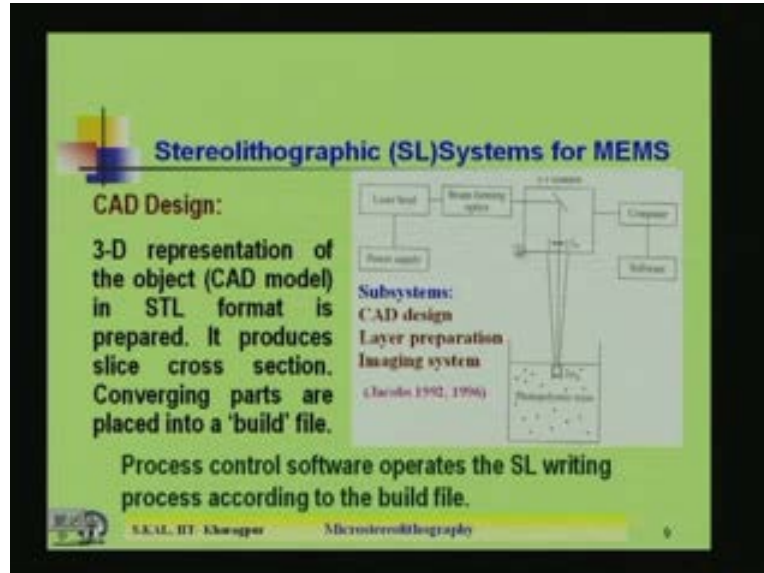 Stereolithographic (SL)Systems for MEMS
CAD Design:
3-D representation of
the object (CAD model)
in STL format is
prepared. It produces
slice cross section.
Converging parts are
placed into a 'build' file.
Laser head
Beam forming
optics
Computer
Power supply
Software
Subsystems:
CAD design
Layer preparation
Imaging system
(Jacobs 1992, 1996)
Photopolymer resin
Process control software operates the SL writing
process according to the build file.
S.KAL, IIT- Kharagpur
Microstereolithography
9